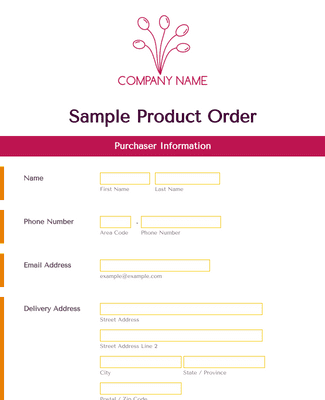 COMPANY NAME
Sample Product Order
Purchaser Information
Name
First Name Last Name
Phone Number -
Area Code Phone Number
Email Address
example@example.com
Delivery Address
Street Address
Street Address Line 2
City State / Province
Postal / Zip Code